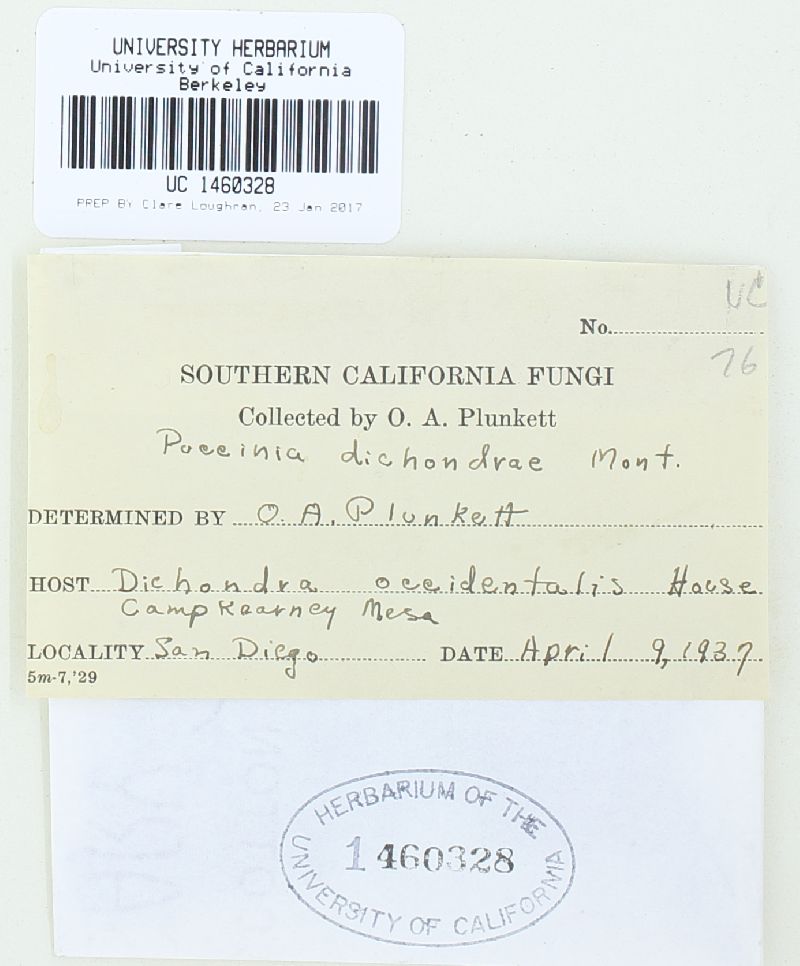 UNIVERSITY HERBARIUM
University of California
Berkeley
UC 1460328
PREP BY Clare Loughran, 23 Jan 2017
UC
No.
76
SOUTHERN CALIFORNIA FUNGI
Collected by O. A. Plunkett
Puccinia dichondrae Mont.
DETERMINED BY O. A. Plunkett
HOST Dichondra occidentalis House
Camp Kearney Mesa
LOCALITY San Diego DATE April 9, 1937
5m-7,'29
HERBARIUM OF THE
1460328
UNIVERSITY OF CALIFORNIA